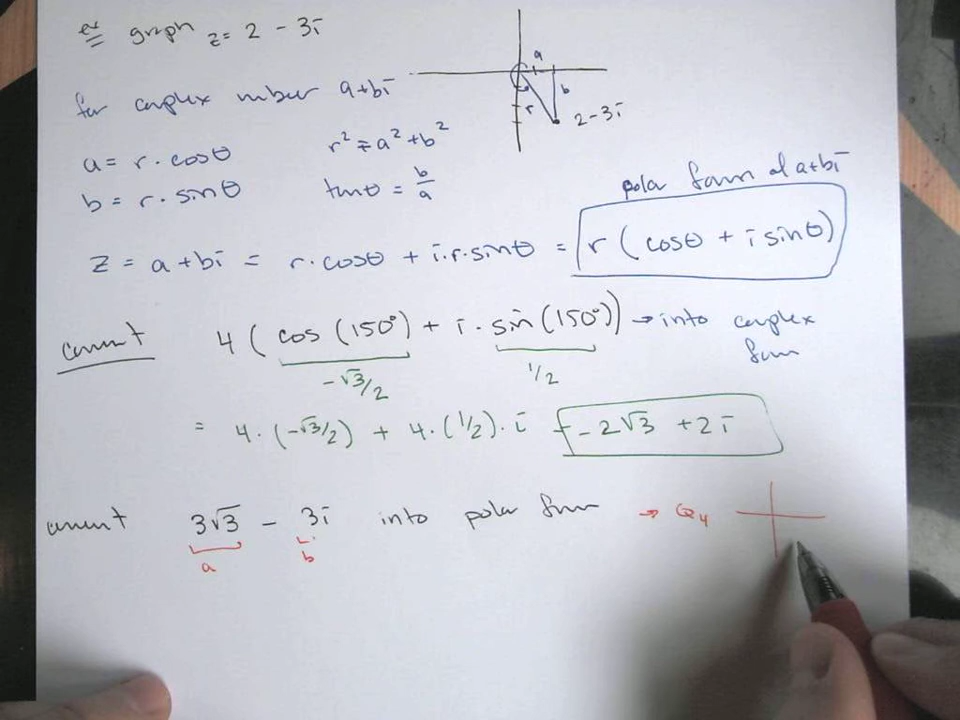 ex graph z = 2 - 3i
a
b
r
2-3i
for complex number a+bi
a = r · cosθ r² = a² + b²
b = r · sinθ tanθ = b/a
polar form of a+bi
z = a + bi = r · cosθ + i · r · sinθ = r ( cosθ + i sinθ )
convert 4 ( cos (150°) + i · sin (150°) ) → into complex form
-√3/2 1/2
= 4 · (-√3/2) + 4 · (1/2) · i = -2√3 + 2i
convert 3√3 - 3i into polar form → Q4
a b